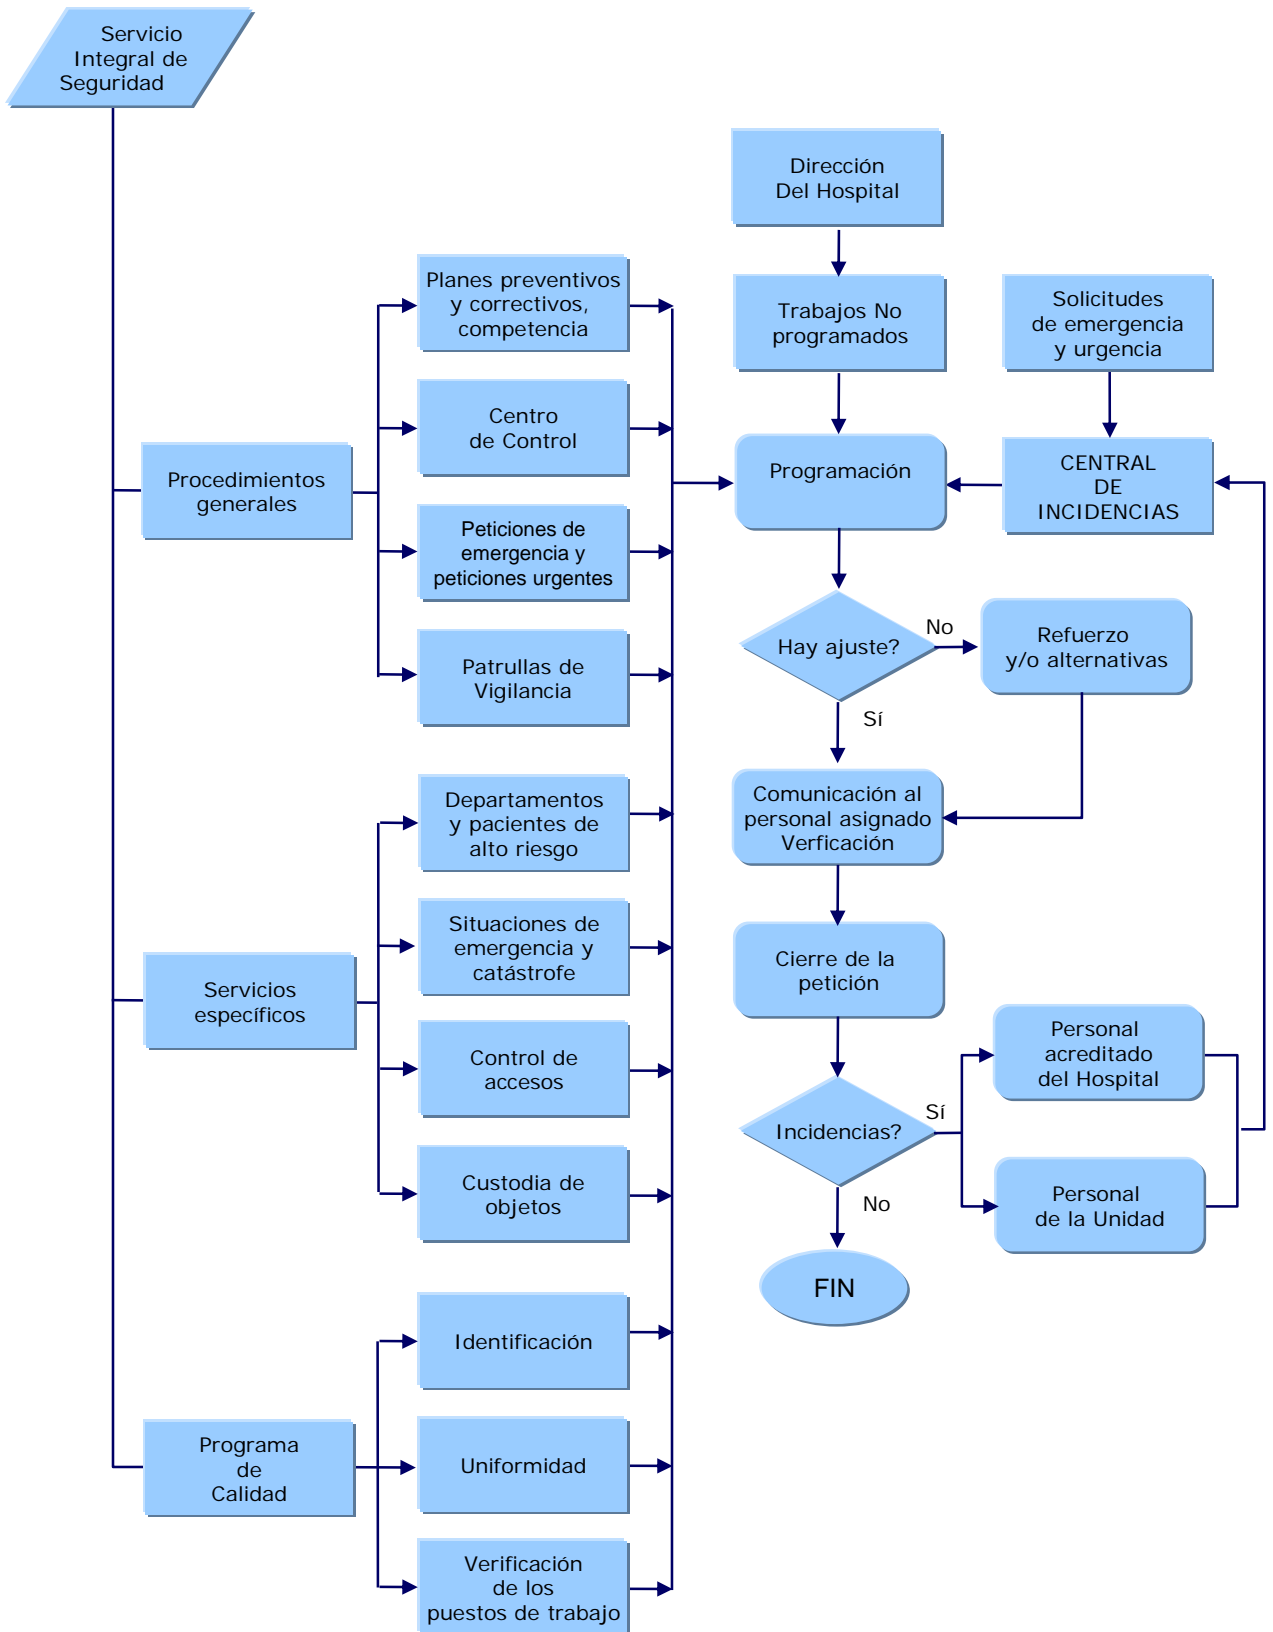 Servicio
Integral de
Seguridad
Dirección
Del Hospital
Planes preventivos
y correctivos,
competencia
Trabajos No
programados
Solicitudes
de emergencia
y urgencia
Centro
de Control
Procedimientos
generales
Programación
CENTRAL
DE
INCIDENCIAS
Peticiones de
emergencia y
peticiones urgentes
Patrullas de
Vigilancia
Hay ajuste?
No
Refuerzo
y/o alternativas
Sí
Departamentos
y pacientes de
alto riesgo
Comunicación al
personal asignado
Verficación
Situaciones de
emergencia y
catástrofe
Cierre de la
petición
Servicios
específicos
Control de
accesos
Personal
acreditado
del Hospital
Incidencias?
Sí
Custodia de
objetos
No
Personal
de la Unidad
FIN
Identificación
Programa
de
Calidad
Uniformidad
Verificación
de los
puestos de trabajo